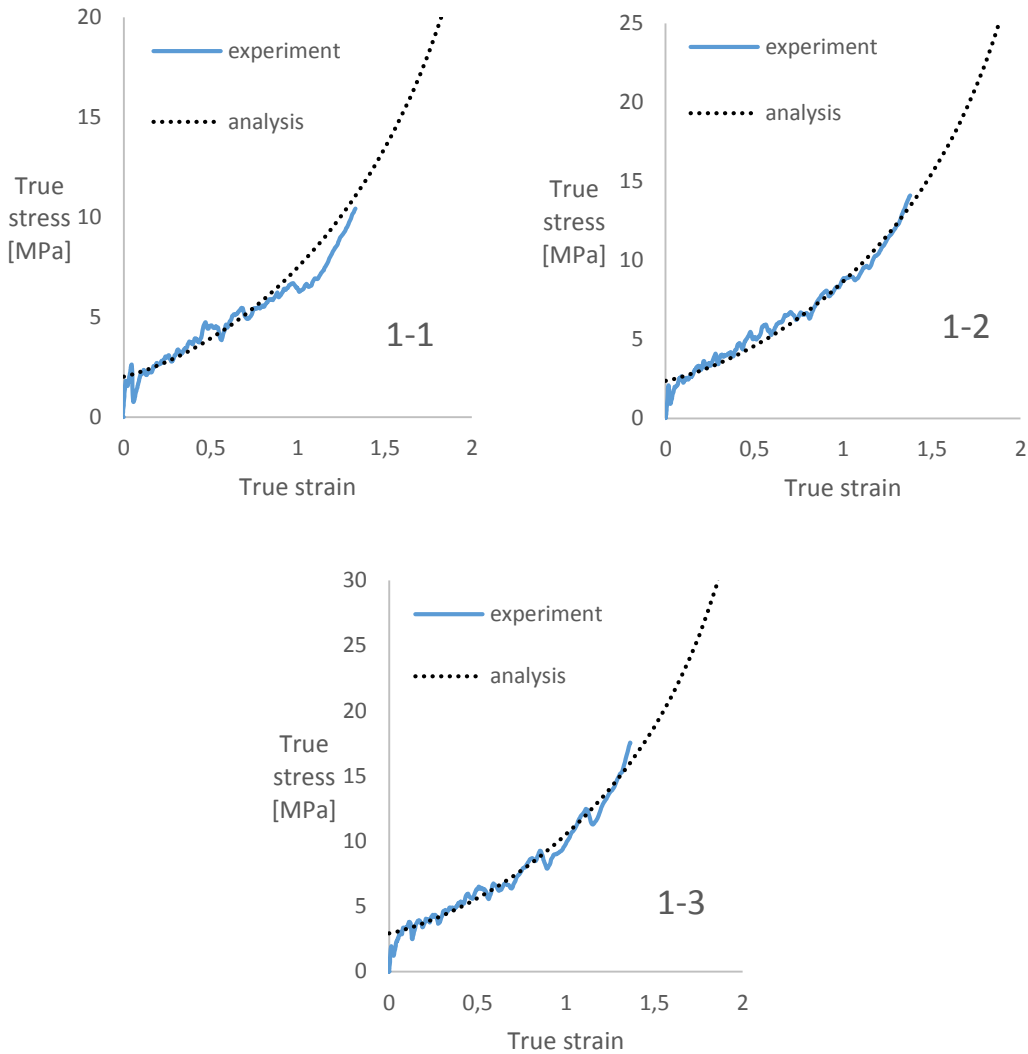 20
15
10
5
0
True
stress
[MPa]
experiment
analysis
1-1
0
0,5
1
1,5
2
True strain
25
20
15
10
5
0
True
stress
[MPa]
experiment
analysis
1-2
0
0,5
1
1,5
2
True strain
30
25
20
15
10
5
0
True
stress
[MPa]
experiment
analysis
1-3
0
0,5
1
1,5
2
True strain